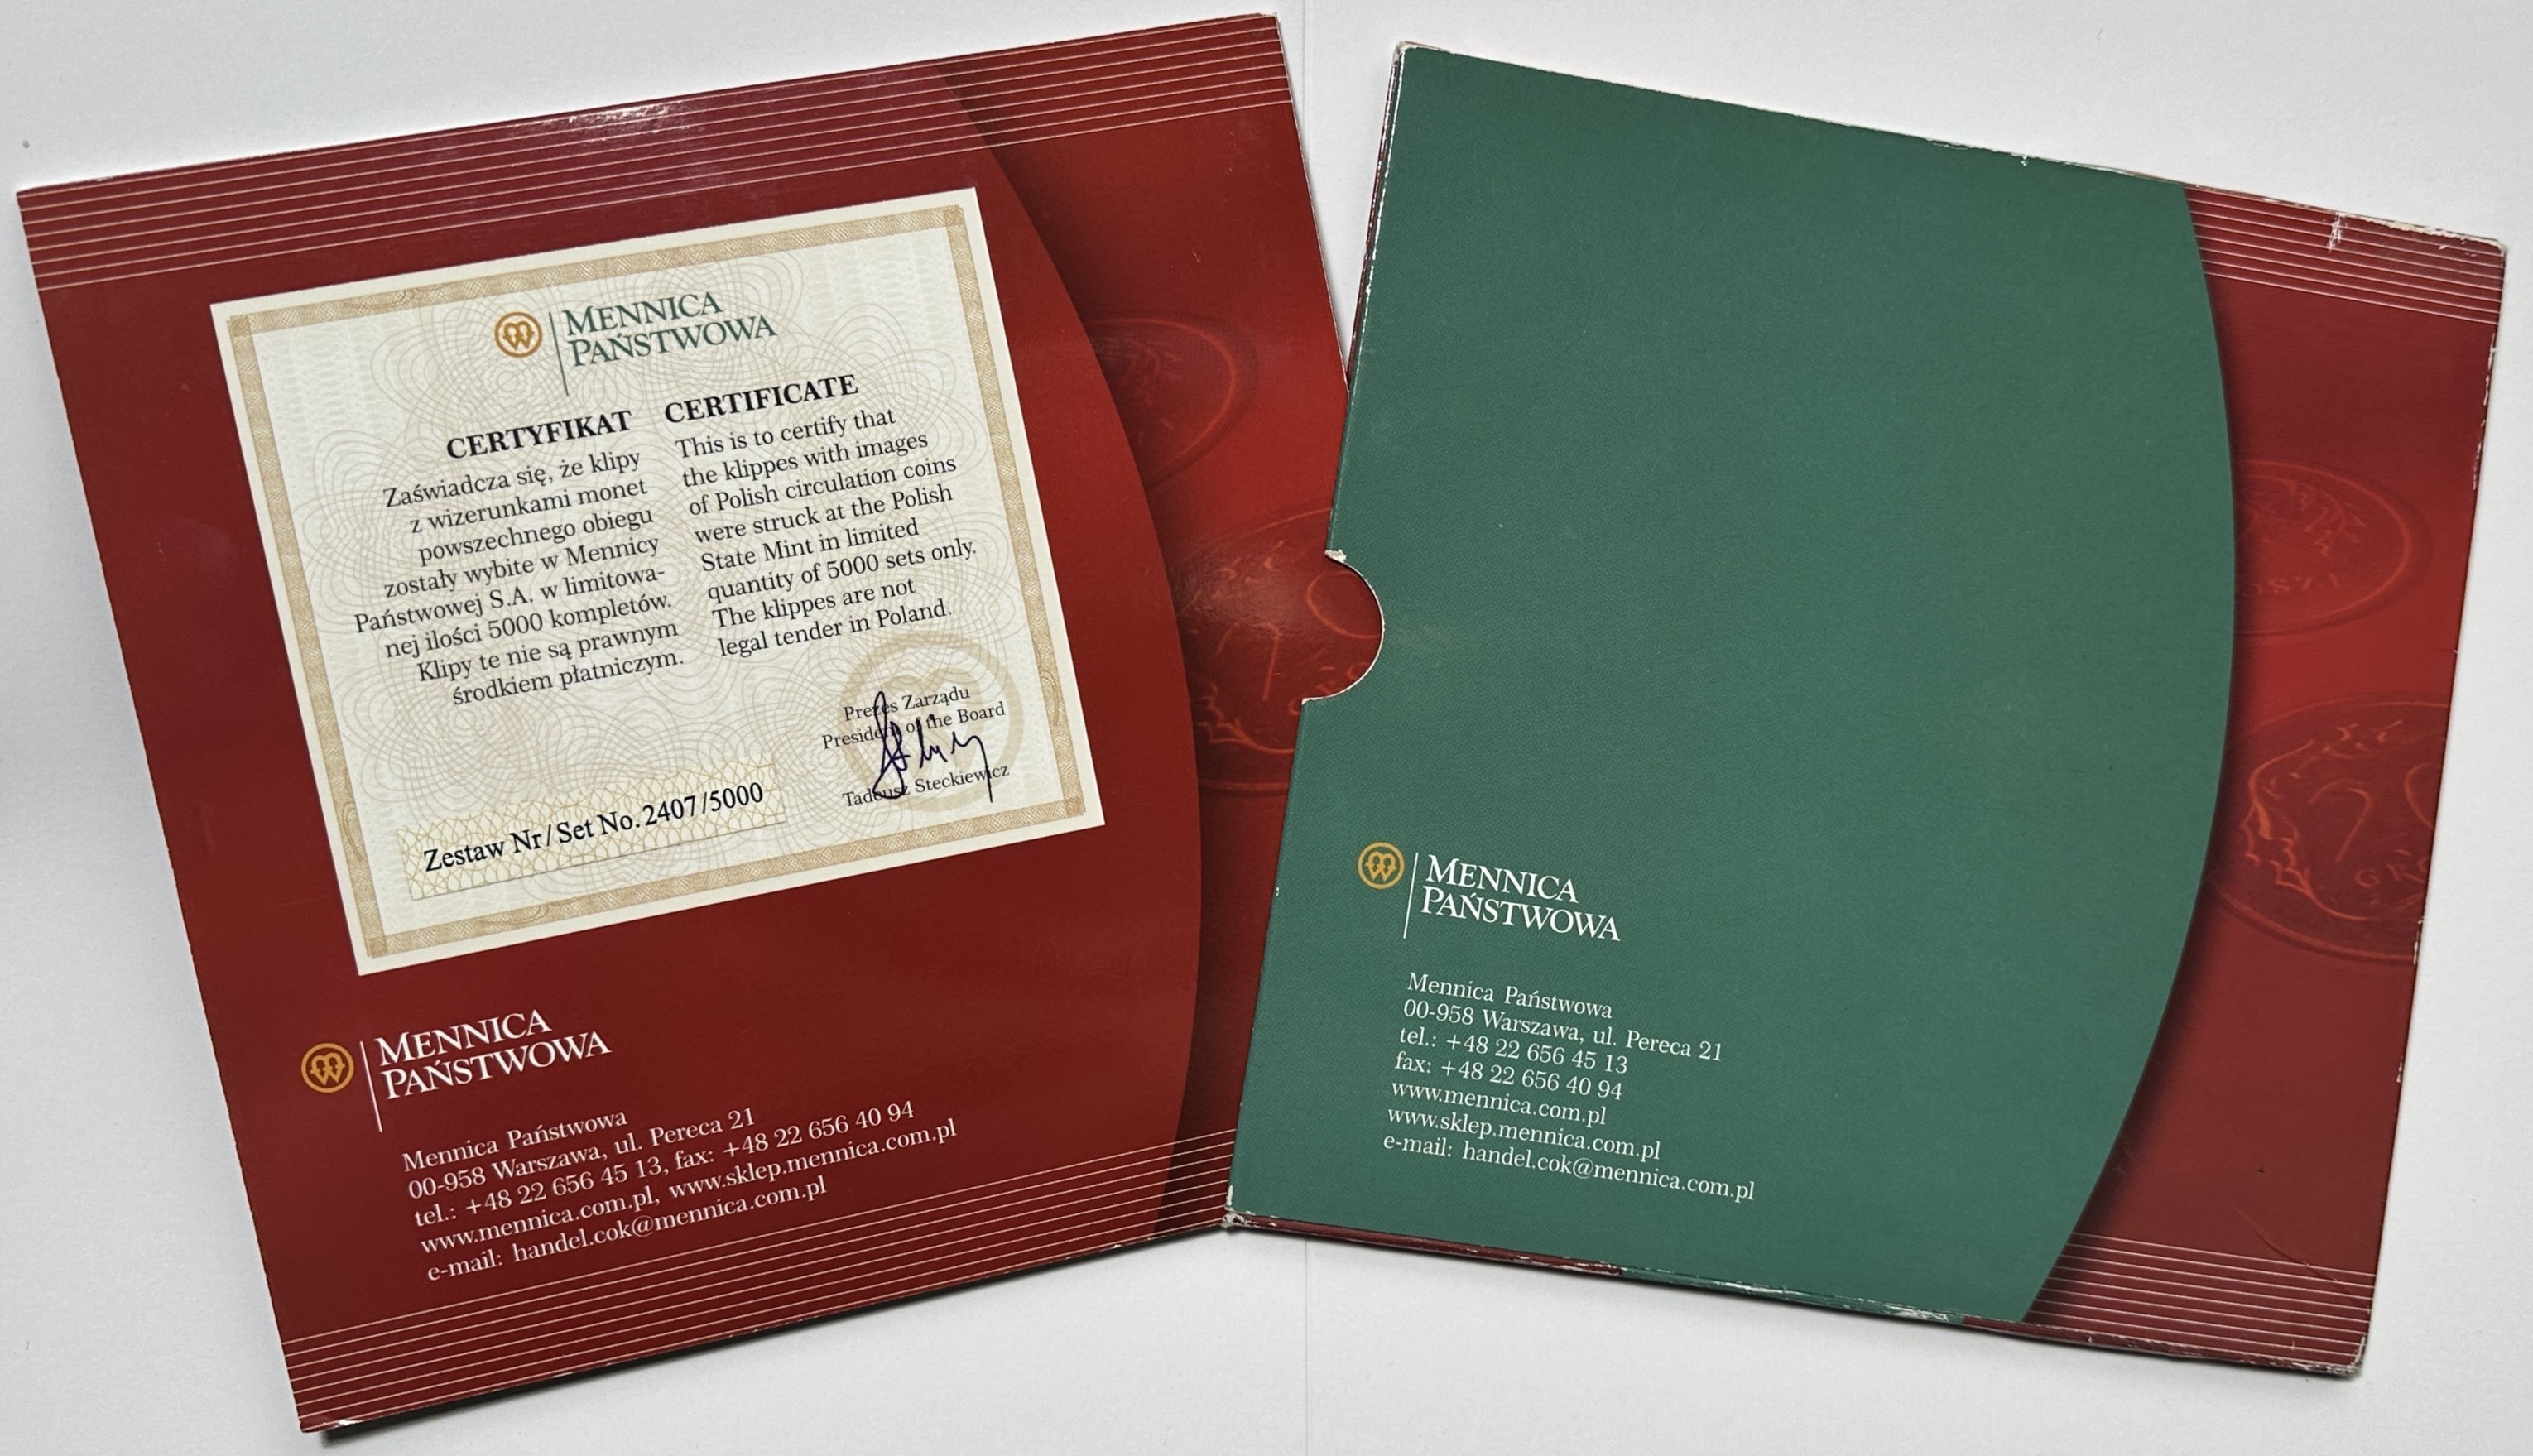 MENNICA
PAŃSTWOWA
CERTYFIKAT
Zaświadcza się, że klipy
z wizerunkami monet
powszechnego obiegu
zostały wybite w Mennicy
Państwowej S.A. w limitowa-
nej ilości 5000 kompletów.
Klipy te nie są prawnym
środkiem płatniczym.
CERTIFICATE
This is to certify that
the klippes with images
of Polish circulation coins
were struck at the Polish
State Mint in limited
quantity of 5000 sets only.
The klippes are not
legal tender in Poland.
Prezes Zarządu
President of the Board
Tadeusz Steckiewicz
Zestaw Nr/Set No. 2407/5000
MENNICA
PAŃSTWOWA
Mennica Państwowa
00-958 Warszawa, ul. Pereca 21
tel.: +48 22 656 45 13, fax: +48 22 656 40 94
www.mennica.com.pl, www.sklep.mennica.com.pl
e-mail: handel.cok@mennica.com.pl
MENNICA
PAŃSTWOWA
Mennica Państwowa
00-958 Warszawa, ul. Pereca 21
tel.: +48 22 656 45 13
fax: +48 22 656 40 94
www.mennica.com.pl
www.sklep.mennica.com.pl
e-mail: handel.cok@mennica.com.pl